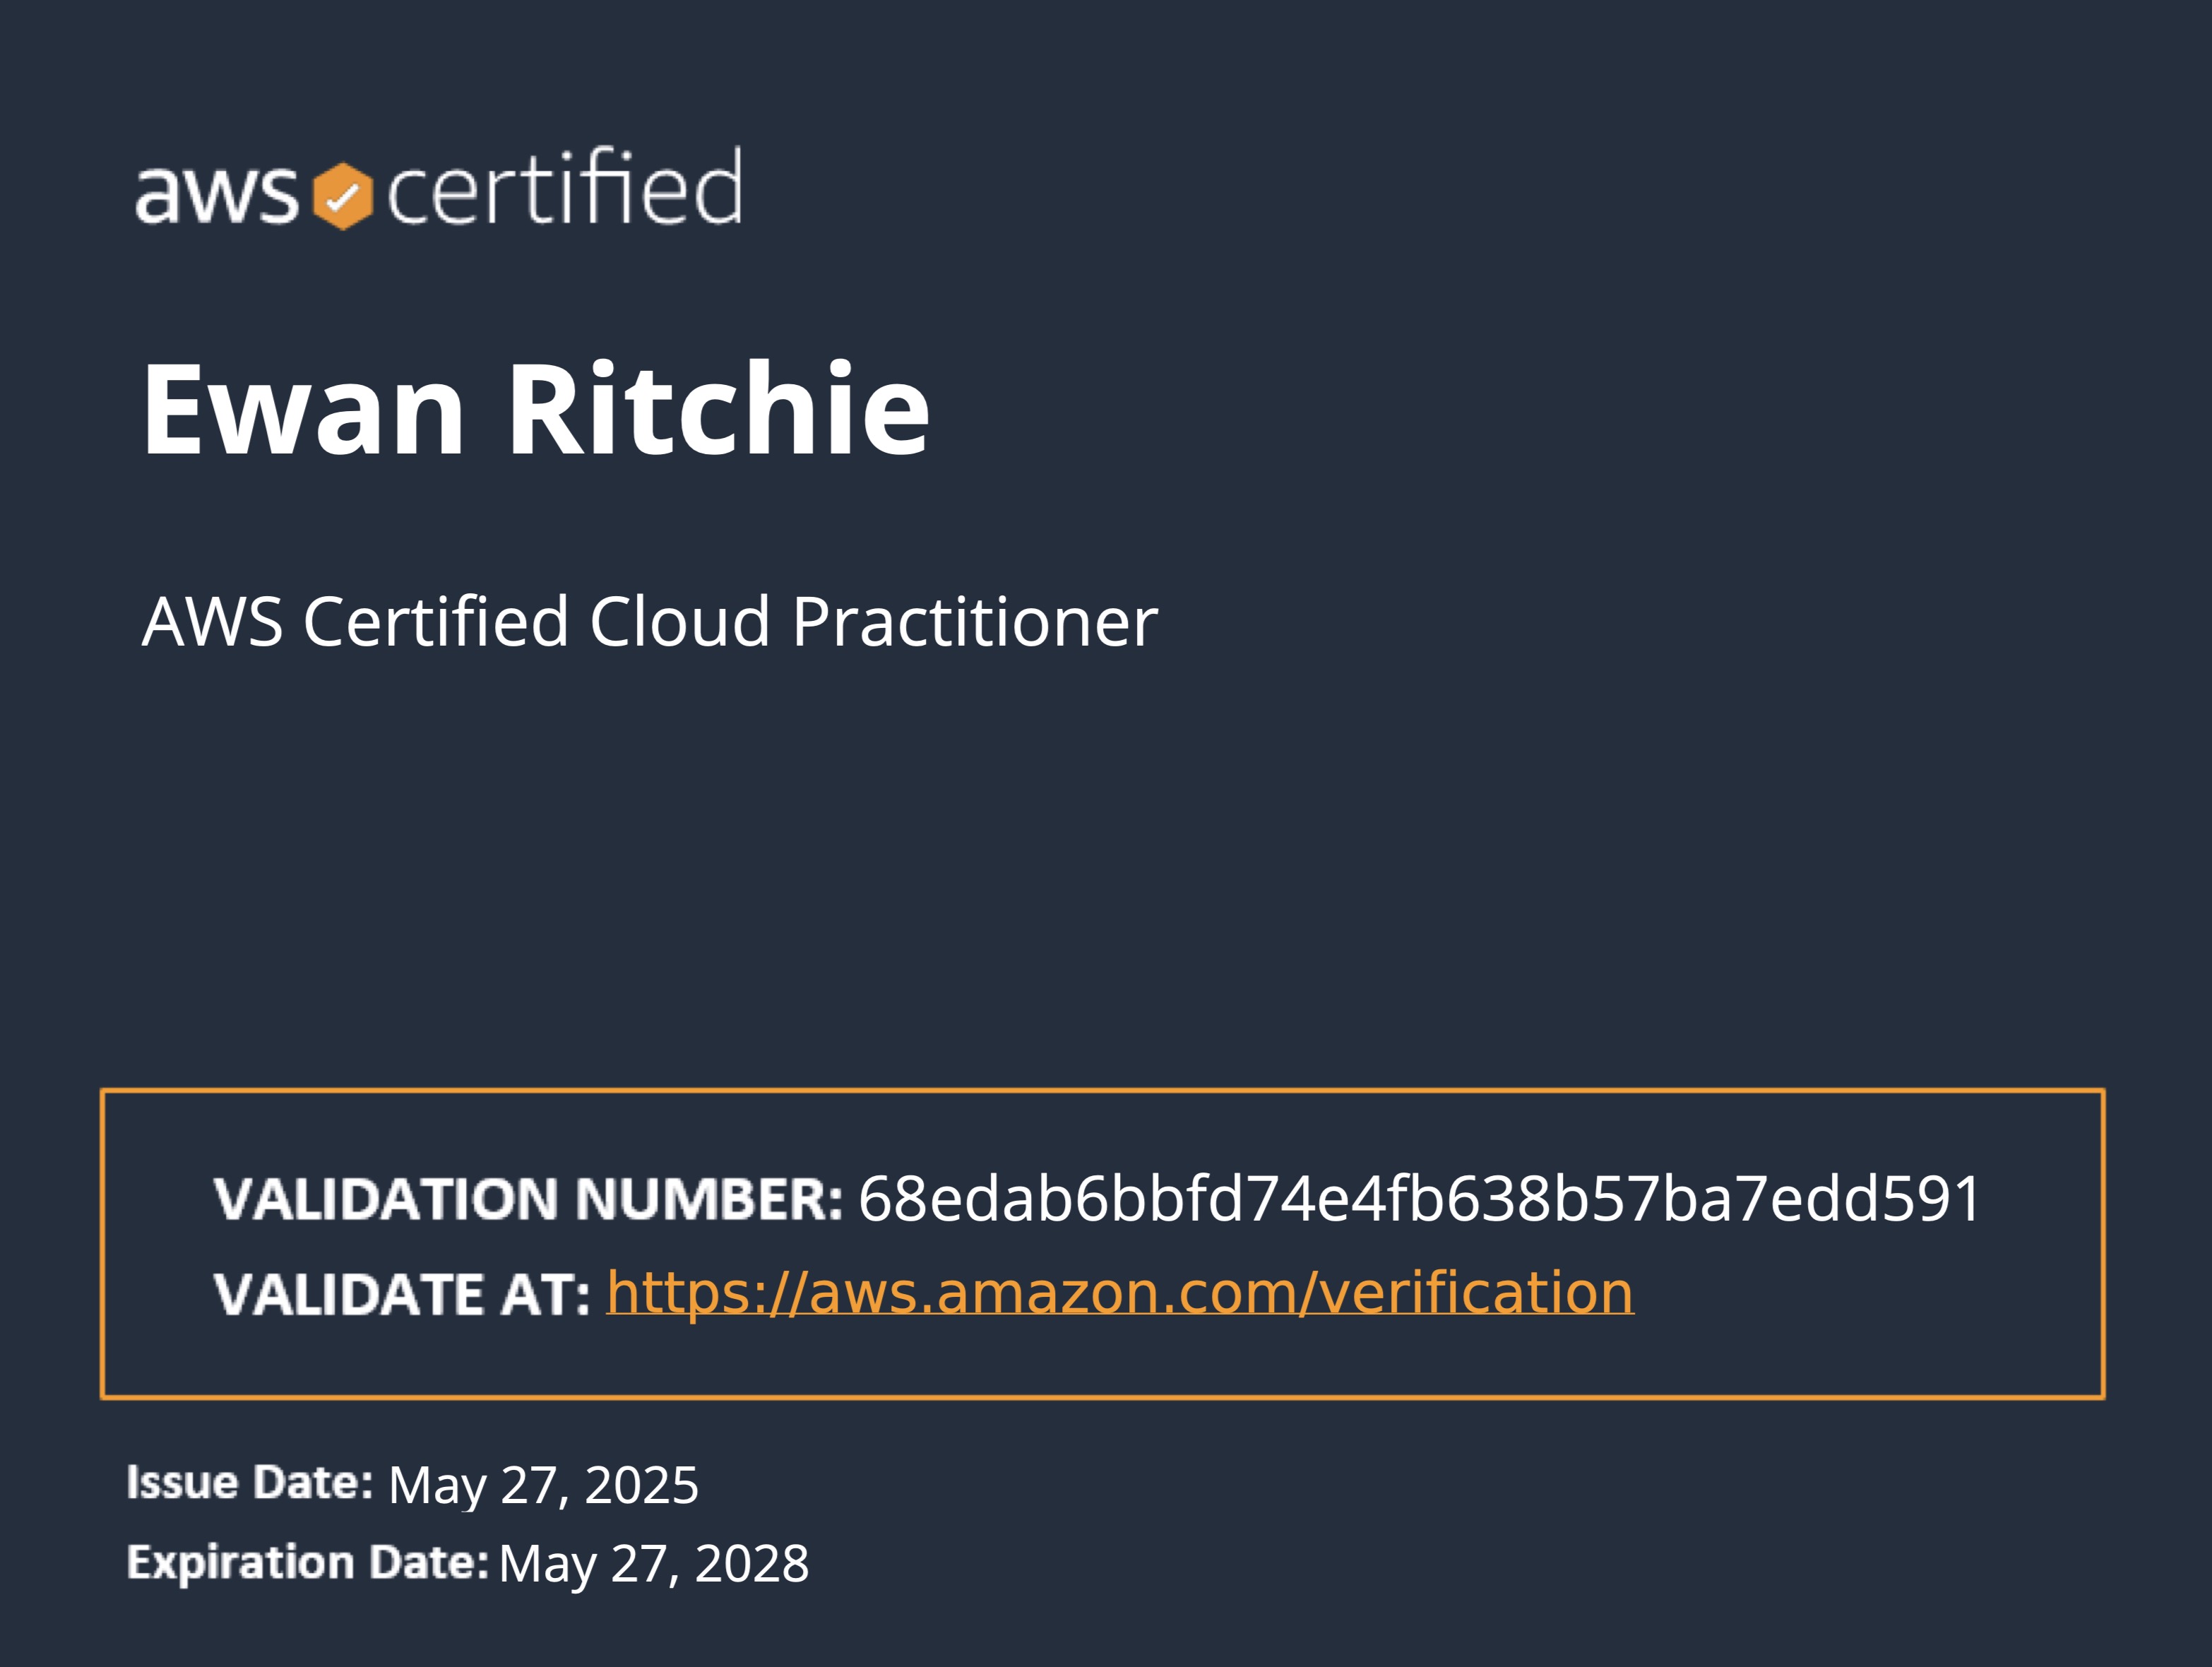 aws certified
Ewan Ritchie
AWS Certified Cloud Practitioner
VALIDATION NUMBER: 68edab6bbfd74e4fb638b57ba7edd591
VALIDATE AT: https://aws.amazon.com/verification
Issue Date: May 27, 2025
Expiration Date: May 27, 2028